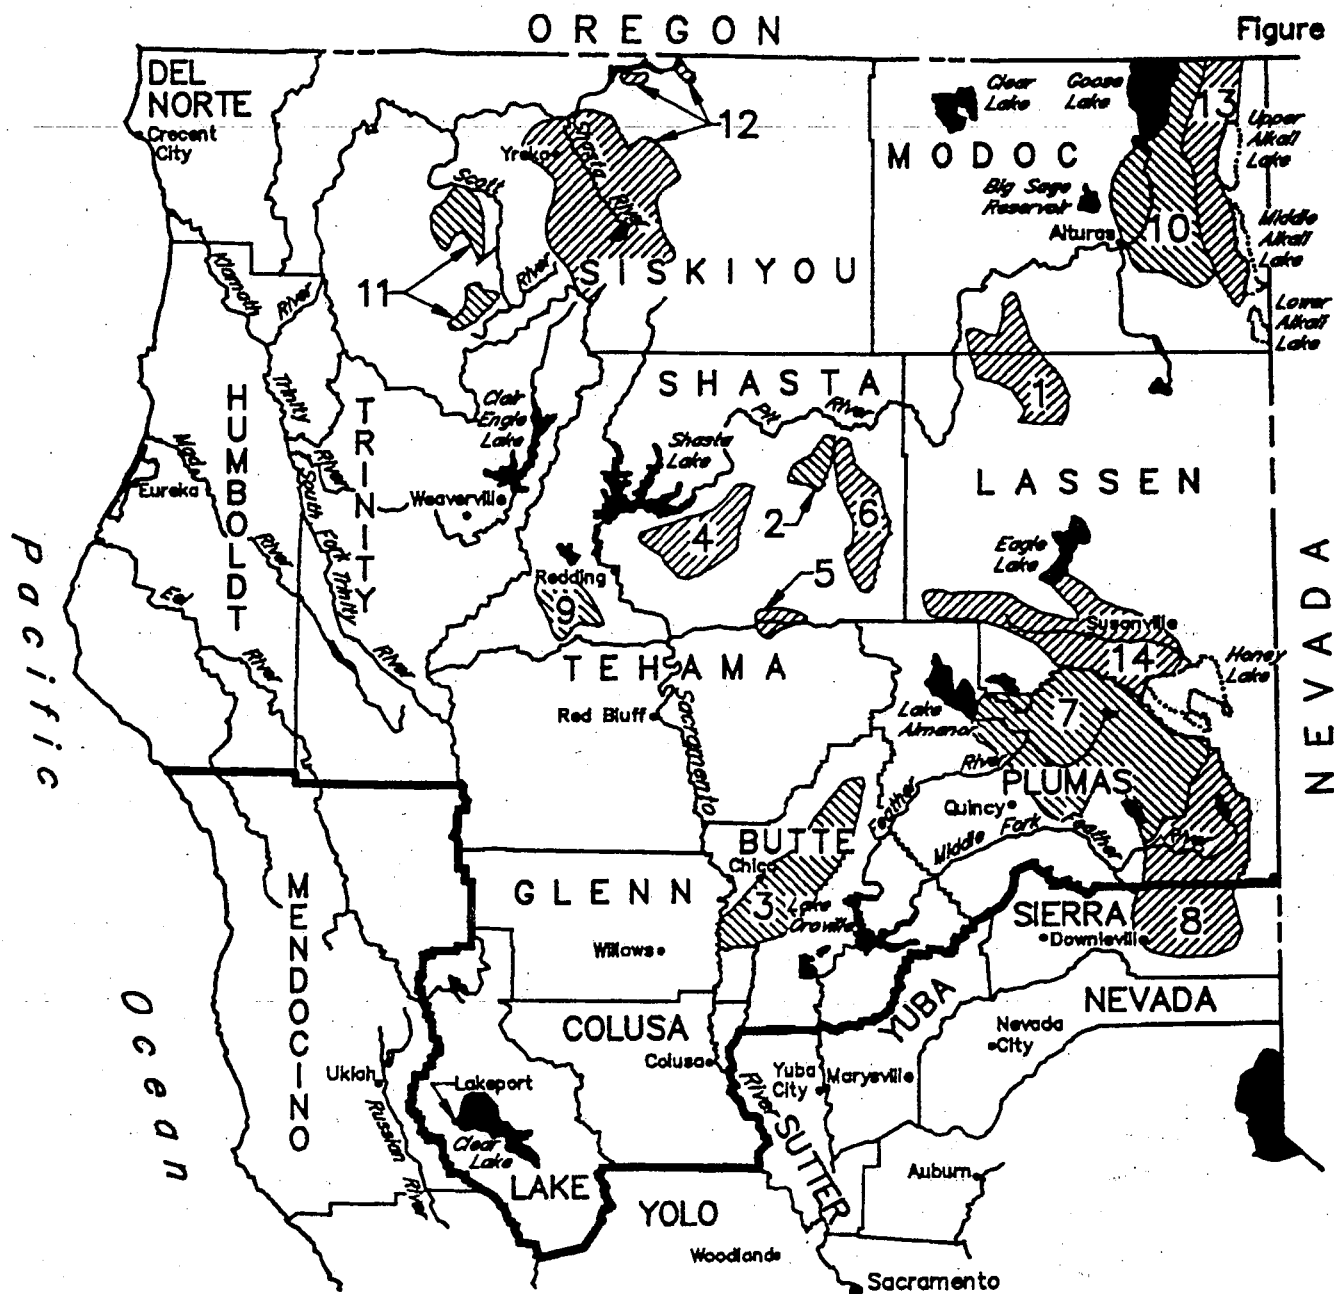 OREGON
Figure
DEL
NORTE
Crecent
City
Clear
Lake
Goose
Lake
13
Upper
Alkali
Lake
12
Yreka
Shasta
River
MODOC
Scott
River
Big Sage
Reservoir
Alturas
10
Middle
Alkali
Lake
11
SISKIYOU
Klamath
River
Lower
Alkali
Lake
1
SHASTA
Pit River
HUMBOLDT
Trinity
River
TRINITY
Clair
Engle
Lake
Shasta
Lake
Mad
River
Eureka
South Fork Trinity
River
Weaverville
LASSEN
2
6
4
Eagle
Lake
5
Redding
9
Eel
River
Susanville
14
Honey
Lake
NEVADA
Pacific
Ocean
TEHAMA
Red Bluff
Sacramento
River
Lake
Almanor
7
River
PLUMAS
Feather
Quincy
Middle Fork Feather
River
BUTTE
Chico
3
Lake
Oroville
GLENN
Willows
SIERRA
Downieville
8
MENDOCINO
YUBA
NEVADA
Nevada
City
COLUSA
Colusa
Yuba
City
Marysville
Ukiah
Russian
River
Lakeport
Clear
Lake
LAKE
SUTTER
Auburn
YOLO
Woodland
Sacramento